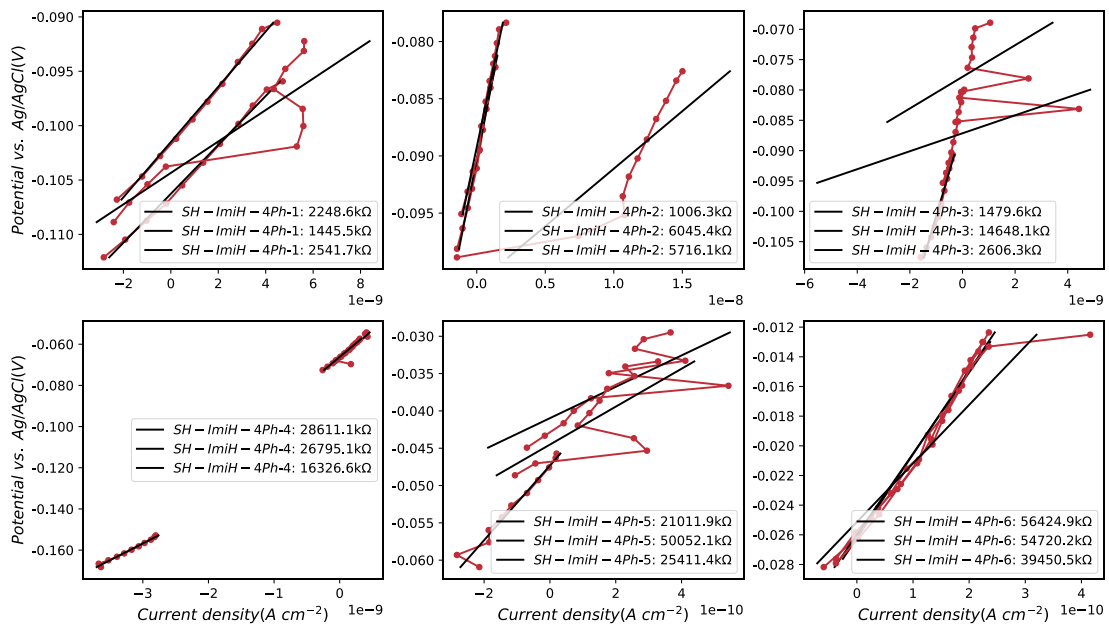 -0.090
-0.095
-0.100
-0.105
-0.110
Potential vs. Ag/AgCl(V)
SH − ImiH − 4Ph-1: 2248.6kΩ
SH − ImiH − 4Ph-1: 1445.5kΩ
SH − ImiH − 4Ph-1: 2541.7kΩ
−2 0 2 4 6 8
1e−9
-0.080
-0.085
-0.090
-0.095
SH − ImiH − 4Ph-2: 1006.3kΩ
SH − ImiH − 4Ph-2: 6045.4kΩ
SH − ImiH − 4Ph-2: 5716.1kΩ
0.0 0.5 1.0 1.5
1e−8
-0.070
-0.075
-0.080
-0.085
-0.090
-0.095
-0.100
-0.105
SH − ImiH − 4Ph-3: 1479.6kΩ
SH − ImiH − 4Ph-3: 14648.1kΩ
SH − ImiH − 4Ph-3: 2606.3kΩ
−6 −4 −2 0 2 4
1e−9
-0.060
-0.080
-0.100
-0.120
-0.140
-0.160
Potential vs. Ag/AgCl(V)
SH − ImiH − 4Ph-4: 28611.1kΩ
SH − ImiH − 4Ph-4: 26795.1kΩ
SH − ImiH − 4Ph-4: 16326.6kΩ
−3 −2 −1 0
1e−9
Current density(A cm⁻²)
-0.030
-0.035
-0.040
-0.045
-0.050
-0.055
-0.060
SH − ImiH − 4Ph-5: 21011.9kΩ
SH − ImiH − 4Ph-5: 50052.1kΩ
SH − ImiH − 4Ph-5: 25411.4kΩ
−2 0 2 4
1e−10
Current density(A cm⁻²)
-0.012
-0.014
-0.016
-0.018
-0.020
-0.022
-0.024
-0.026
-0.028
SH − ImiH − 4Ph-6: 56424.9kΩ
SH − ImiH − 4Ph-6: 54720.2kΩ
SH − ImiH − 4Ph-6: 39450.5kΩ
0 1 2 3 4
1e−10
Current density(A cm⁻²)